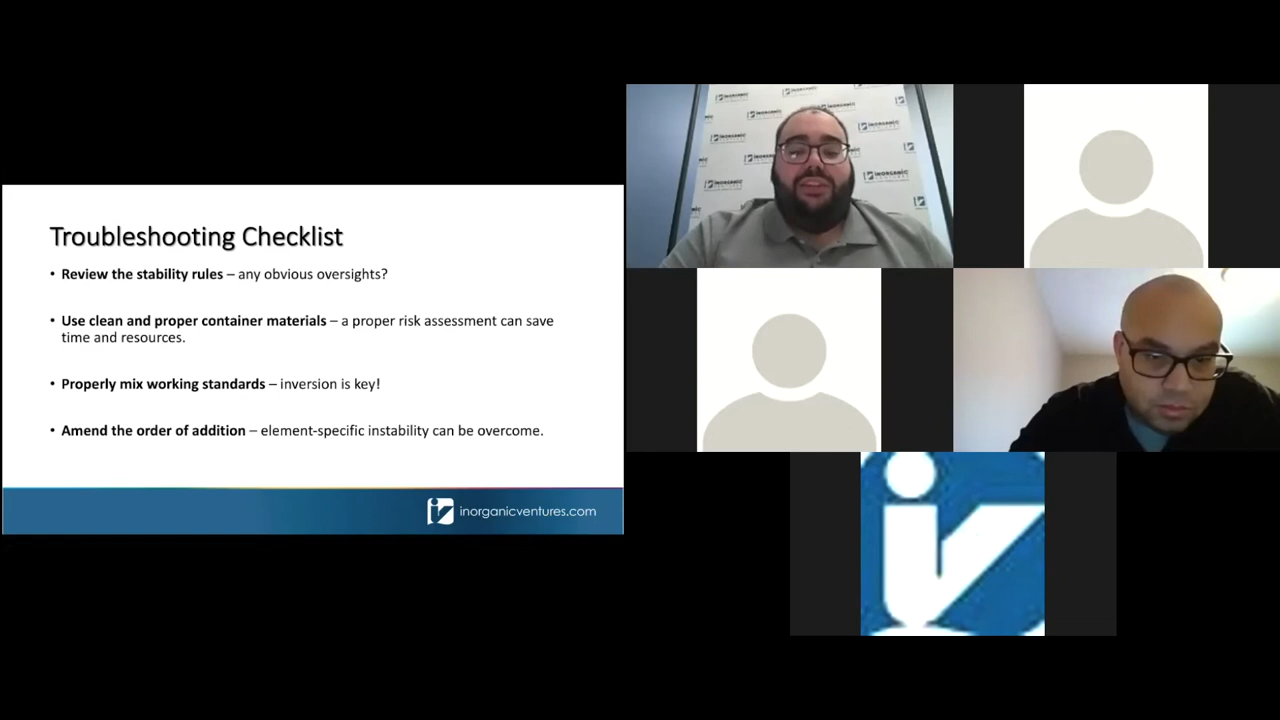 Troubleshooting Checklist
• Review the stability rules – any obvious oversights?
• Use clean and proper container materials – a proper risk assessment can save
time and resources.
• Properly mix working standards – inversion is key!
• Amend the order of addition – element-specific instability can be overcome.
inorganicventures.com
INORGANIC
VENTURES